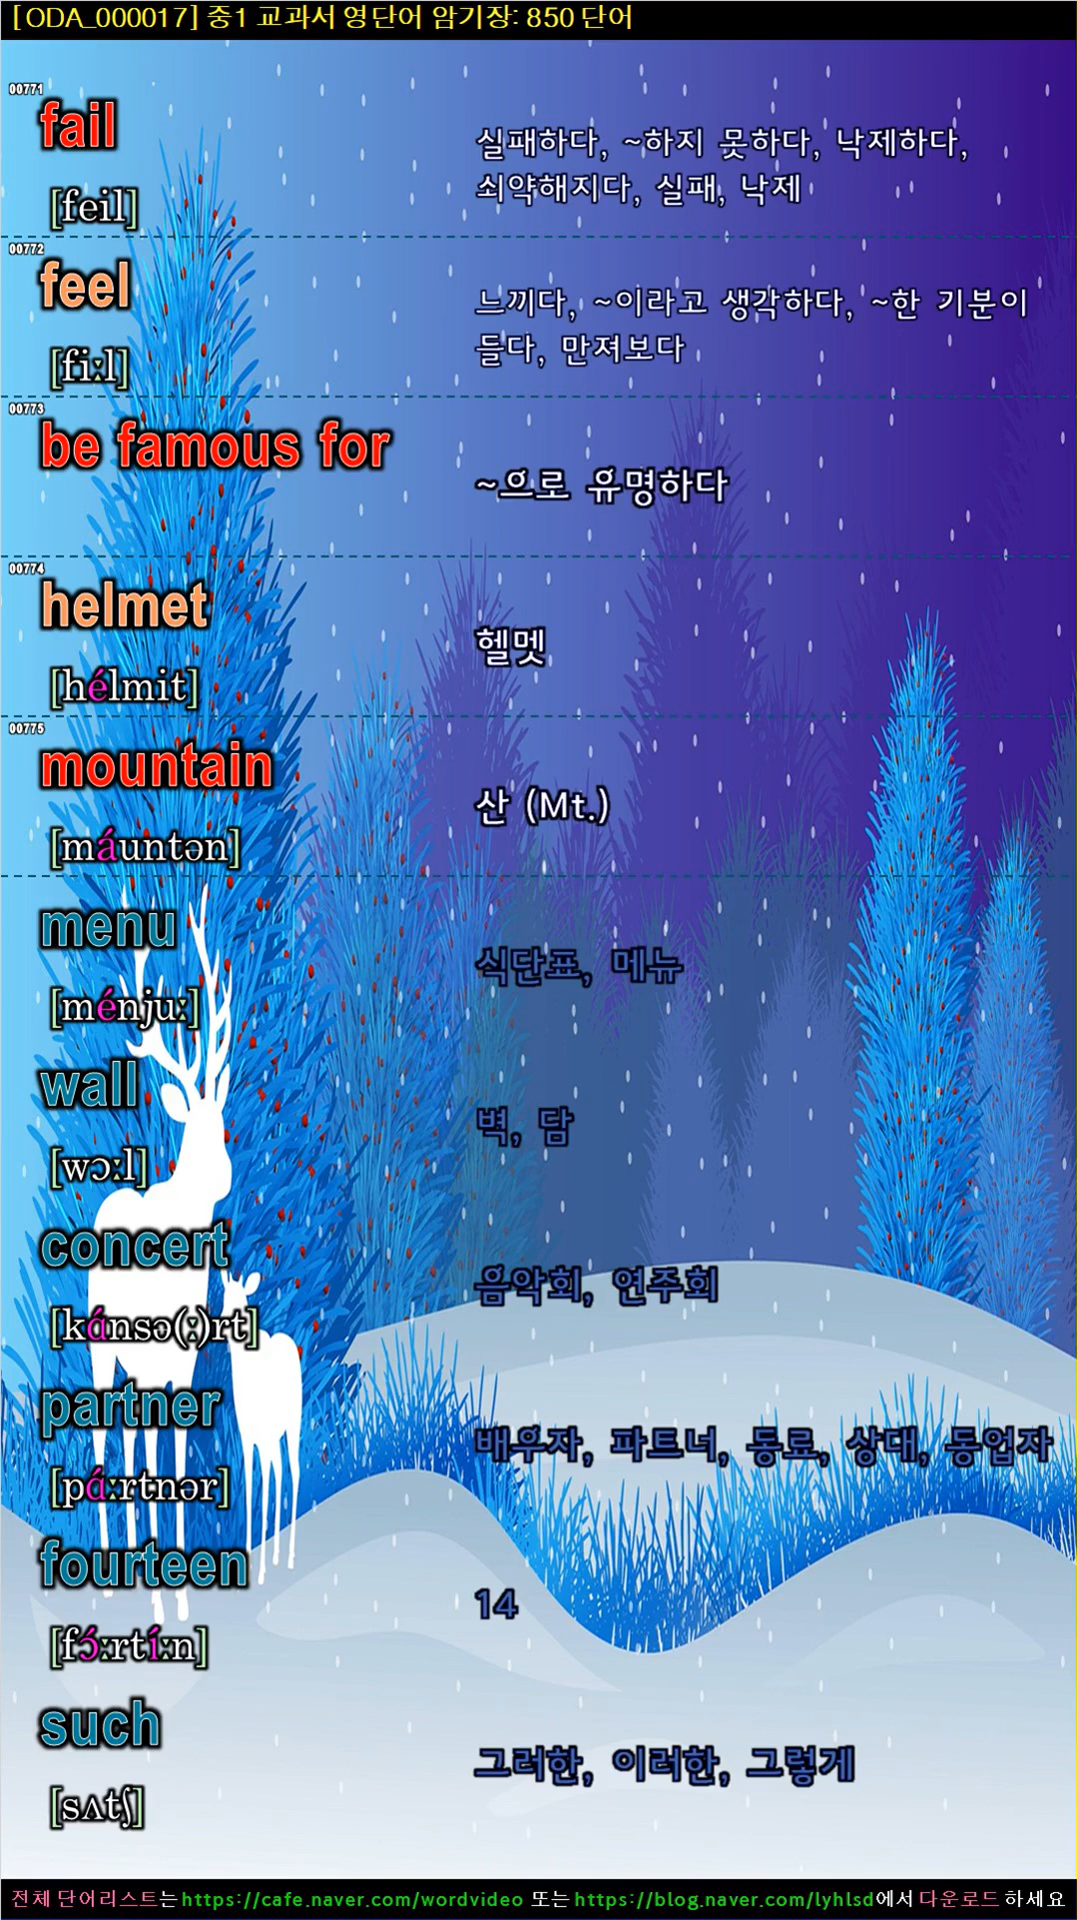 [ODA_000017] 중1 교과서 영단어 암기장: 850 단어
00771
fail
실패하다, ~하지 못하다, 낙제하다,
쇠약해지다, 실패, 낙제
[feil]
00772
feel
느끼다, ~이라고 생각하다, ~한 기분이
들다, 만져보다
[fiːl]
00773
be famous for
~으로 유명하다
00774
helmet
헬멧
[hélmit]
00775
mountain
산 (Mt.)
[máuntən]
menu
식단표, 메뉴
[ménjuː]
wall
벽, 담
[wɔːl]
concert
음악회, 연주회
[kánsə(ː)rt]
partner
배우자, 파트너, 동료, 상대, 동업자
[páːrtnər]
fourteen
14
[fɔ́ːrtíːn]
such
그러한, 이러한, 그렇게
[sʌtʃ]
전체 단어리스트는 https://cafe.naver.com/wordvideo 또는 https://blog.naver.com/lyhlsd에서 다운로드 하세요